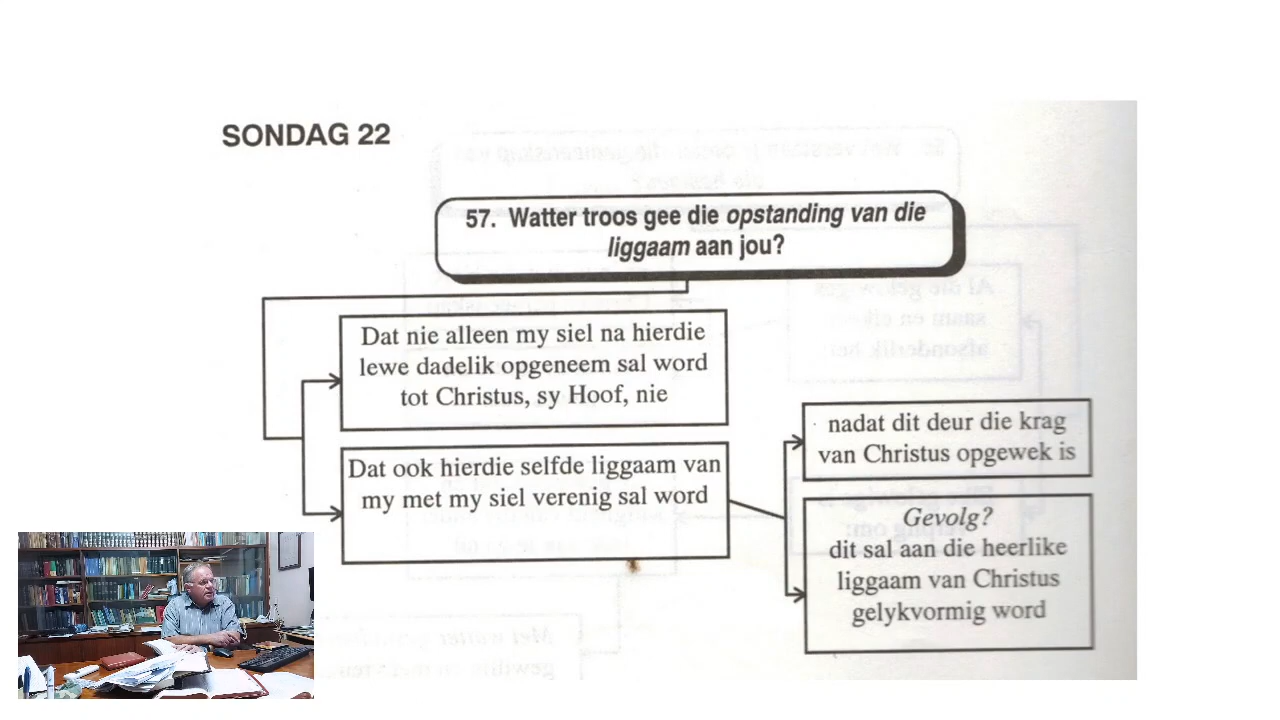 SONDAG 22
57. Watter troos gee die opstanding van die
liggaam aan jou?
Dat nie alleen my siel na hierdie
lewe dadelik opgeneem sal word
tot Christus, sy Hoof, nie
Dat ook hierdie selfde liggaam van
my met my siel verenig sal word
nadat dit deur die krag
van Christus opgewek is
Gevolg?
dit sal aan die heerlike
liggaam van Christus
gelykvormig word